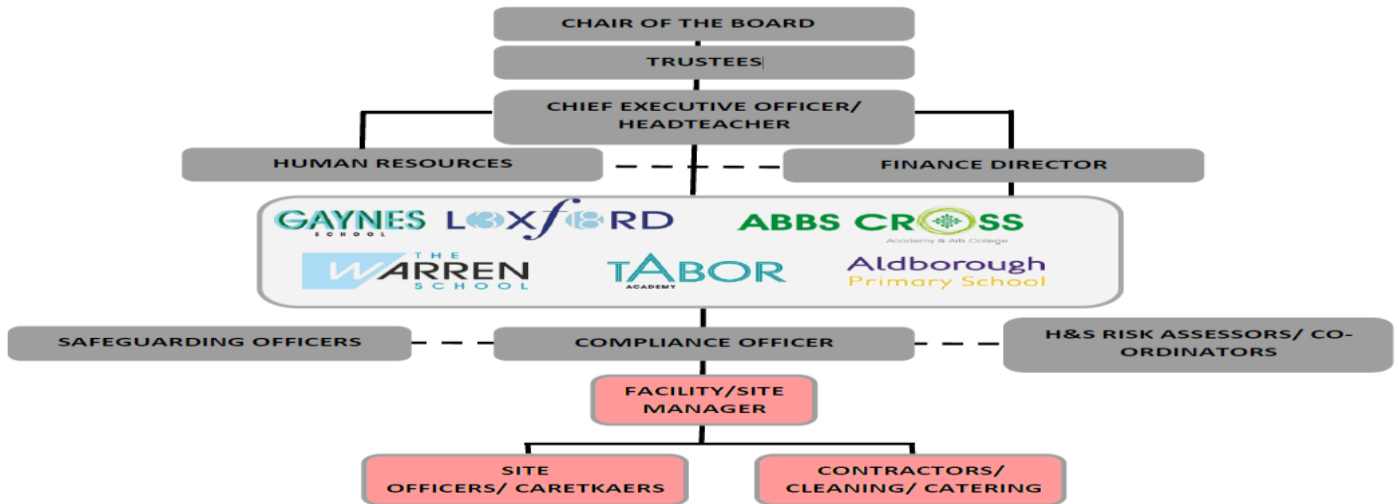 CHAIR OF THE BOARD
TRUSTEES
CHIEF EXECUTIVE OFFICER/
HEADTEACHER
HUMAN RESOURCES
FINANCE DIRECTOR
GAYNES
SCHOOL
LOXfORD
ABBS CROSS
Academy & Arts College
THE
WARREN
SCHOOL
TABOR
ACADEMY
Aldborough
Primary School
SAFEGUARDING OFFICERS
COMPLIANCE OFFICER
H&S RISK ASSESSORS/ CO-
ORDINATORS
FACILITY/SITE
MANAGER
SITE
OFFICERS/ CARETKAERS
CONTRACTORS/
CLEANING/ CATERING